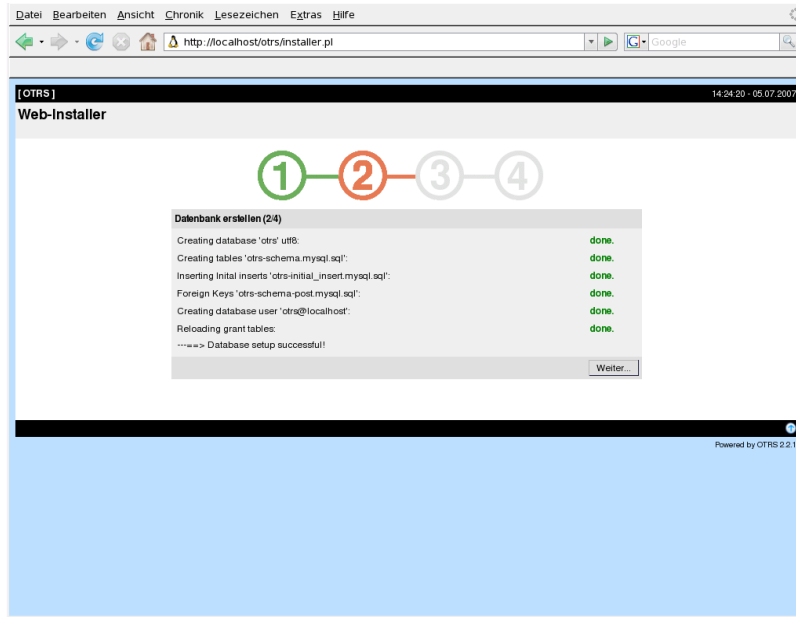 Datei Bearbeiten Ansicht Chronik Lesezeichen Extras Hilfe
http://localhost/otrs/installer.pl G Google
[ OTRS ] 14:24:20 - 05.07.2007
Web-Installer
1 2 3 4
Datenbank erstellen (2/4)
Creating database 'otrs' utf8: done.
Creating tables 'otrs-schema.mysql.sql': done.
Inserting Inital inserts 'otrs-initial_insert.mysql.sql': done.
Foreign Keys 'otrs-schema-post.mysql.sql': done.
Creating database user 'otrs@localhost': done.
Reloading grant tables: done.
---==> Database setup successful!
Weiter...
Powered by OTRS 2.2.1